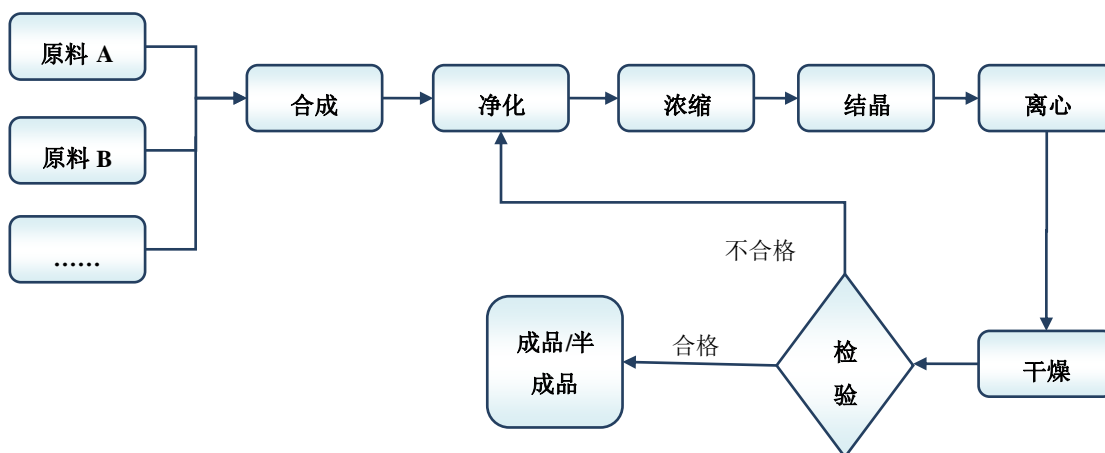 原料 A
原料 B
......
合成
净化
浓缩
结晶
离心
不合格
成品/半
成品
合格
检
验
干燥